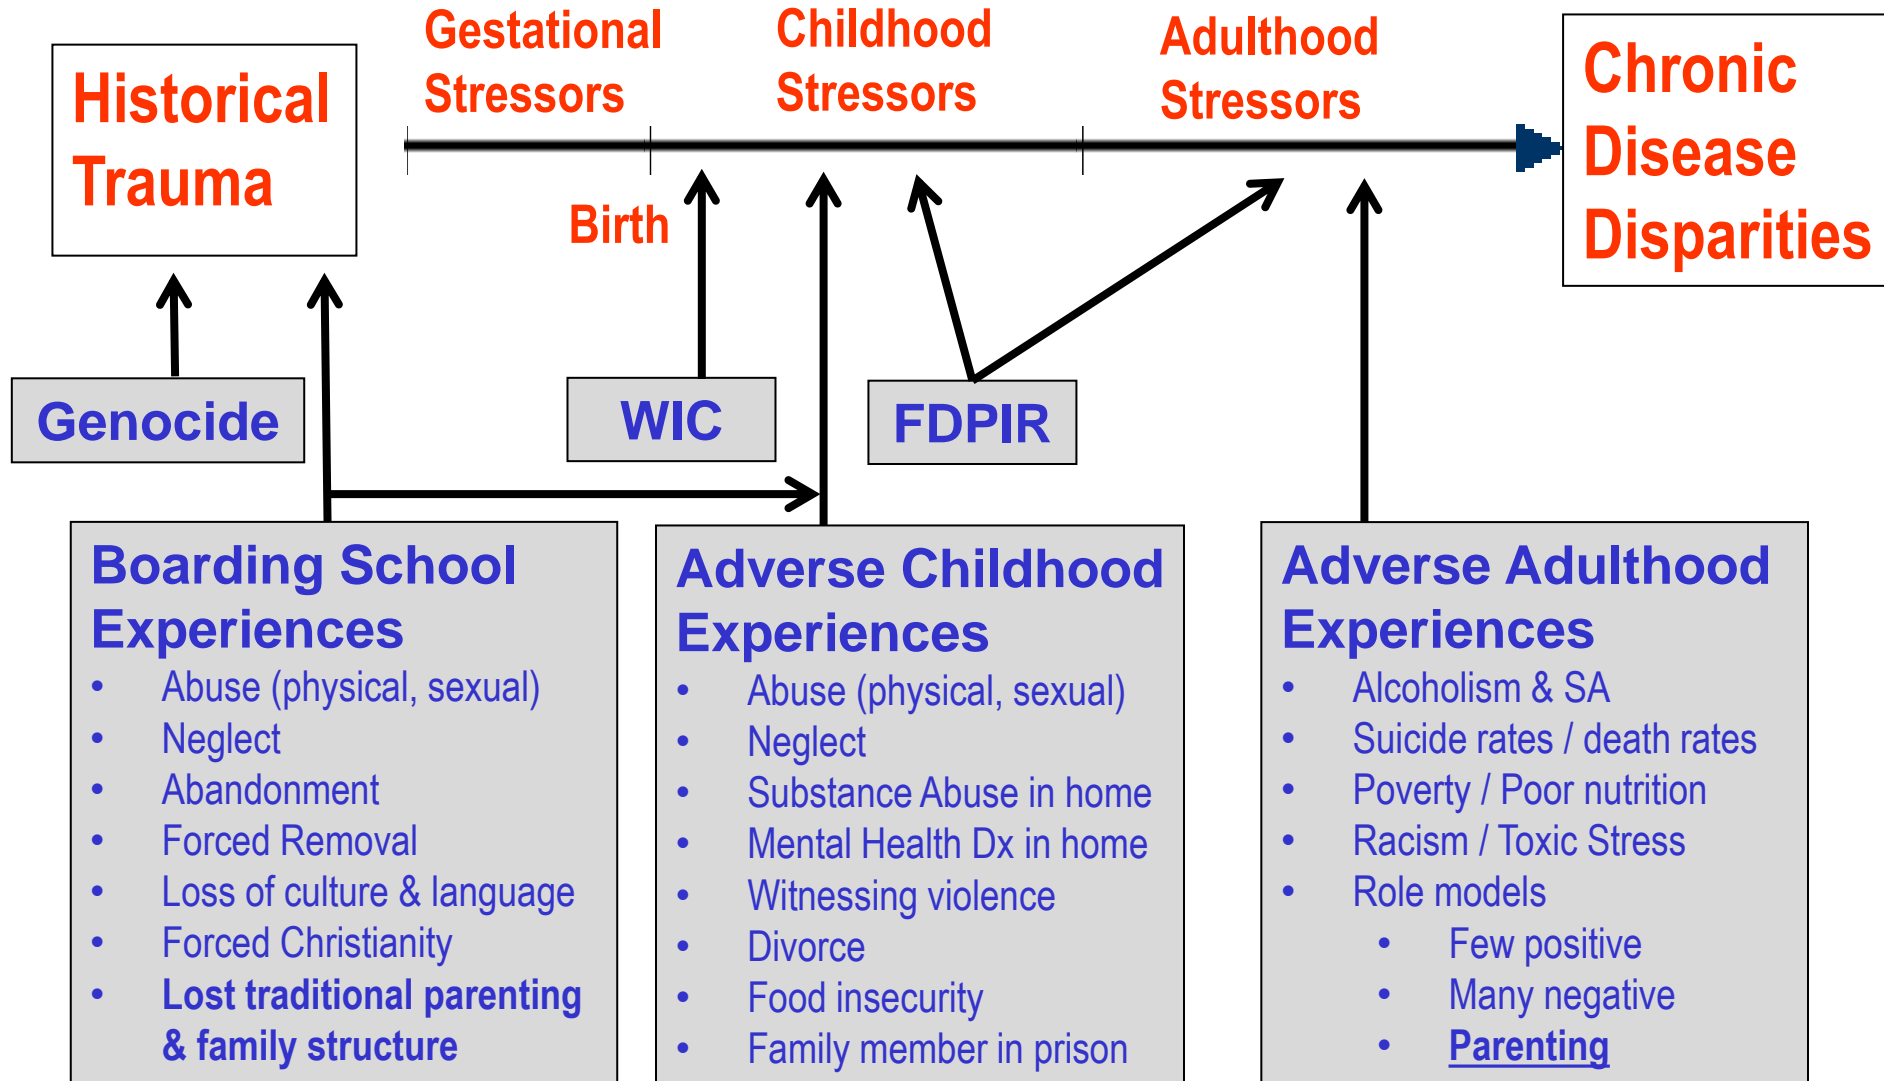 Historical
Trauma
Gestational
Stressors
Childhood
Stressors
Adulthood
Stressors
Chronic
Disease
Disparities
Birth
Genocide
WIC
FDPIR
Boarding School
Experiences
• Abuse (physical, sexual)
• Neglect
• Abandonment
• Forced Removal
• Loss of culture & language
• Forced Christianity
• Lost traditional parenting
& family structure
Adverse Childhood
Experiences
• Abuse (physical, sexual)
• Neglect
• Substance Abuse in home
• Mental Health Dx in home
• Witnessing violence
• Divorce
• Food insecurity
• Family member in prison
Adverse Adulthood
Experiences
• Alcoholism & SA
• Suicide rates / death rates
• Poverty / Poor nutrition
• Racism / Toxic Stress
• Role models
• Few positive
• Many negative
• Parenting